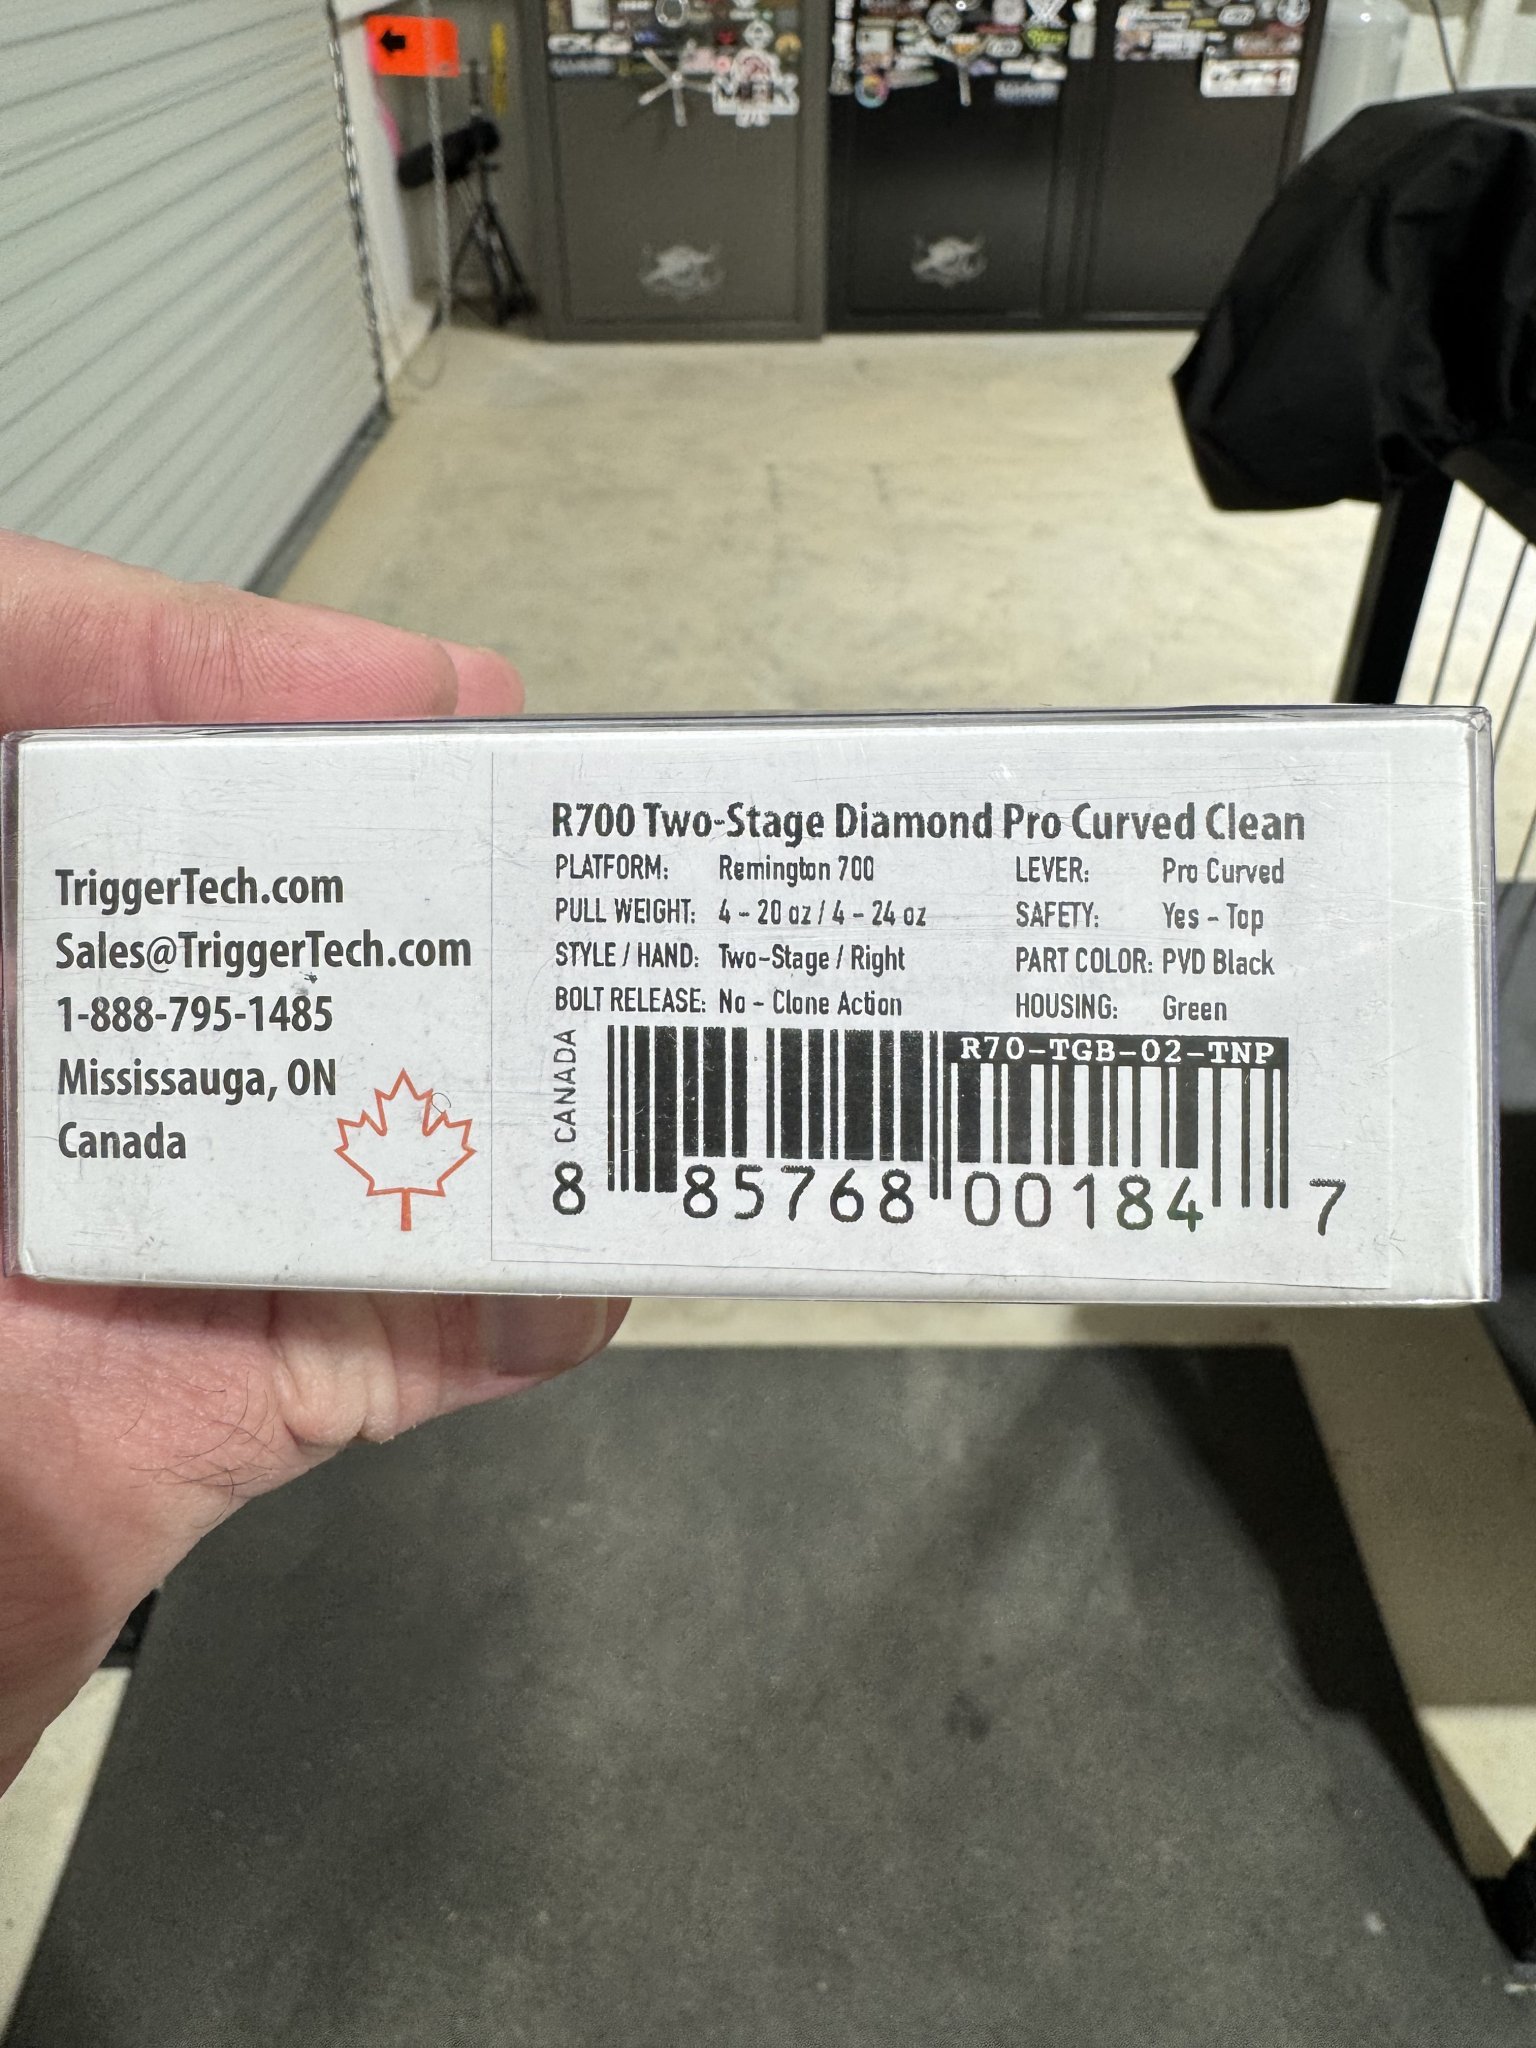 TriggerTech.com
Sales@TriggerTech.com
1-888-795-1485
Mississauga, ON
Canada
R700 Two-Stage Diamond Pro Curved Clean
PLATFORM: Remington 700
PULL WEIGHT: 4 - 20 oz / 4 - 24 oz
STYLE / HAND: Two-Stage / Right
BOLT RELEASE: No - Clone Action
LEVER: Pro Curved
SAFETY: Yes - Top
PART COLOR: PVD Black
HOUSING: Green
CANADA
R70-TGB-02-TNP
8 85768 00184 7